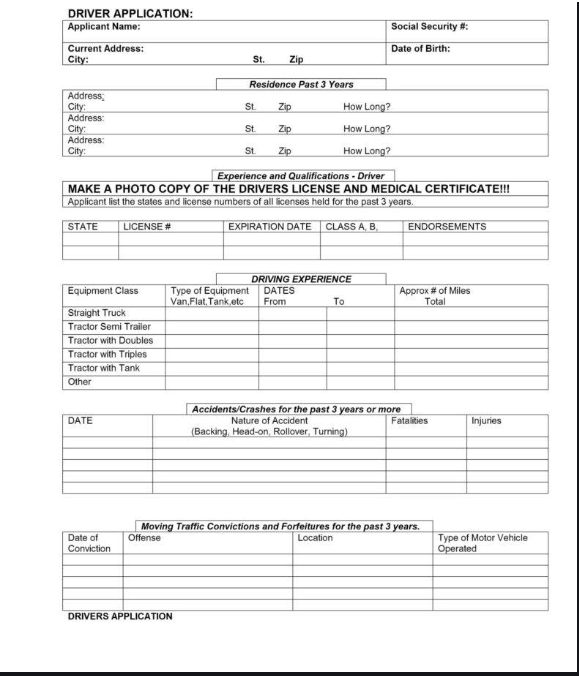 DRIVER APPLICATION:
Applicant Name: Social Security #:
Current Address: Date of Birth:
City: St. Zip
Residence Past 3 Years
Address:
City: St. Zip How Long?
Address:
City: St. Zip How Long?
Address:
City: St. Zip How Long?
Experience and Qualifications - Driver
MAKE A PHOTO COPY OF THE DRIVERS LICENSE AND MEDICAL CERTIFICATE!!!
Applicant list the states and license numbers of all licenses held for the past 3 years.
STATE LICENSE # EXPIRATION DATE CLASS A, B, ENDORSEMENTS
DRIVING EXPERIENCE
Equipment Class Type of Equipment DATES Approx # of Miles
Van,Flat,Tank,etc From To Total
Straight Truck
Tractor Semi Trailer
Tractor with Doubles
Tractor with Triples
Tractor with Tank
Other
Accidents/Crashes for the past 3 years or more
DATE Nature of Accident Fatalities Injuries
(Backing, Head-on, Rollover, Turning)
Moving Traffic Convictions and Forfeitures for the past 3 years.
Date of Offense Location Type of Motor Vehicle
Conviction Operated
DRIVERS APPLICATION